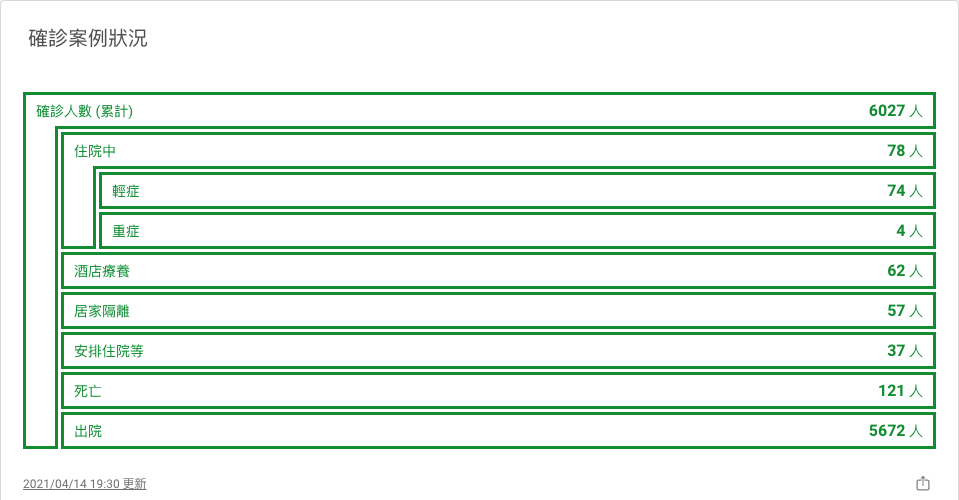 確診案例狀況
確診人數 (累計) 6027 人
住院中 78 人
輕症 74 人
重症 4 人
酒店療養 62 人
居家隔離 57 人
安排住院等 37 人
死亡 121 人
出院 5672 人
2021/04/14 19:30 更新